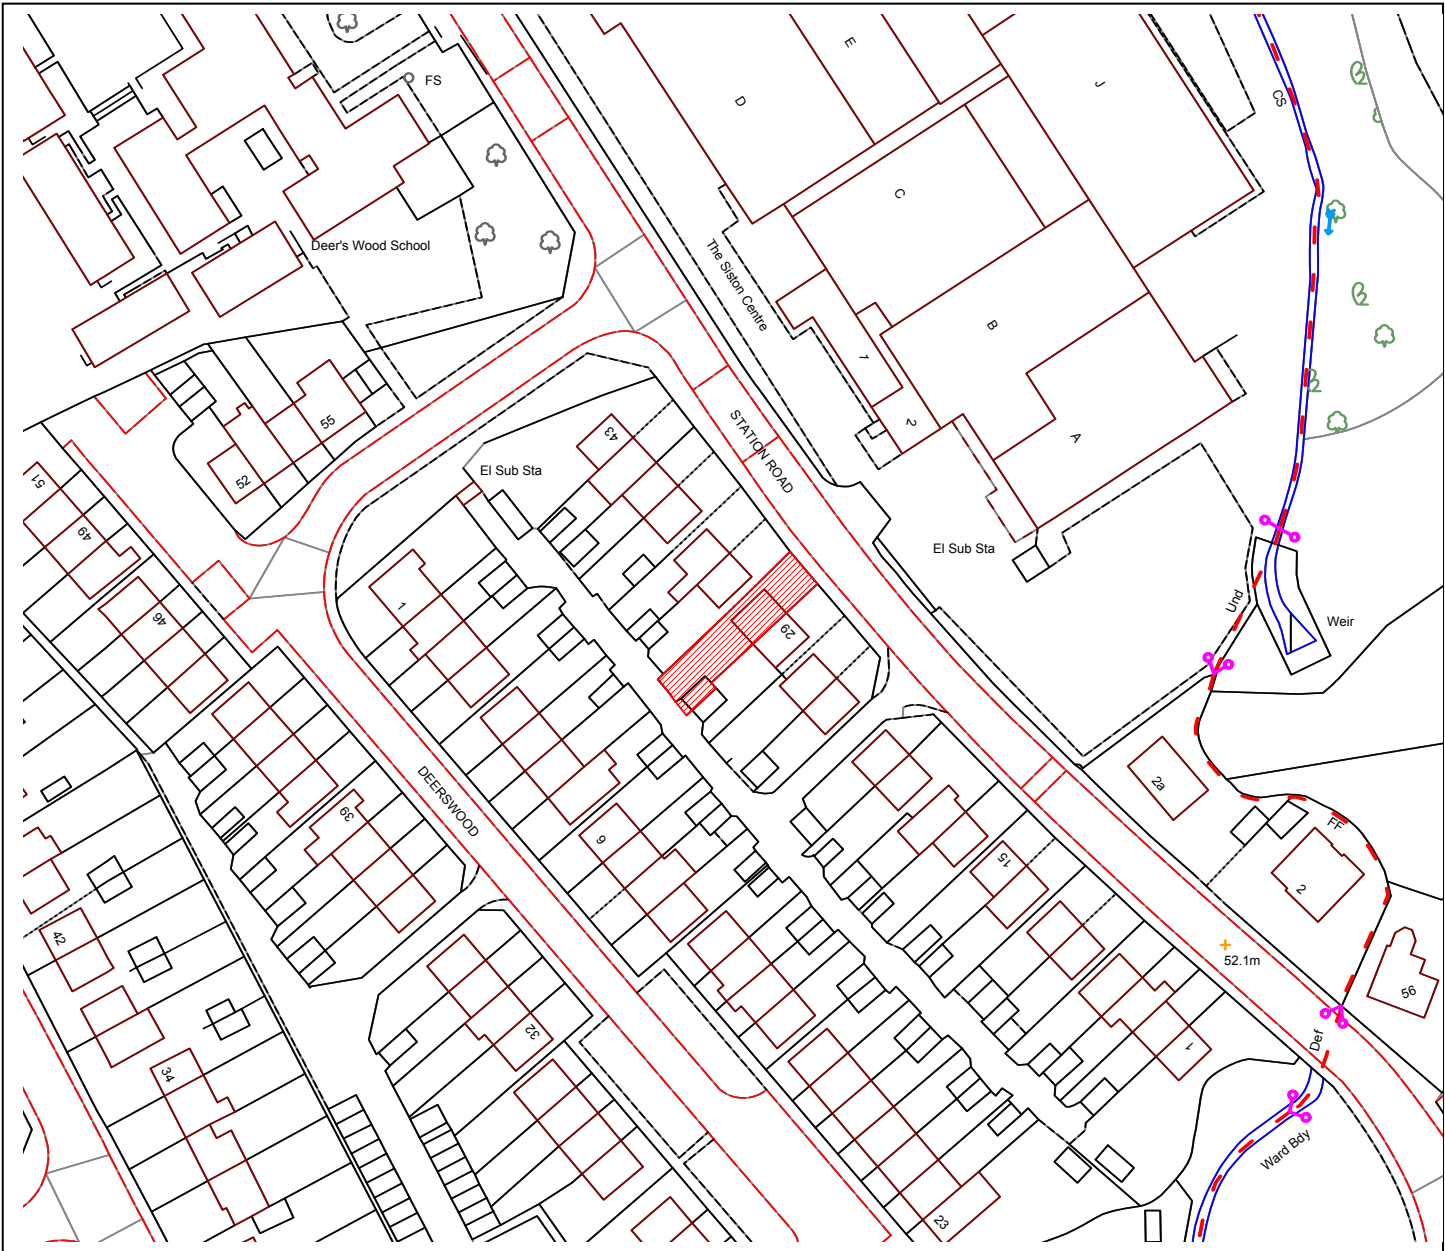 E
D
J
CS
FS
C
Deer's Wood School
The Siston Centre
B
1
2
A
55
52
51
49
43
El Sub Sta
STATION ROAD
El Sub Sta
Und
Weir
46
1
29
2a
DEERSWOOD
39
9
15
FF
2
42
52.1m
56
32
Def
1
34
Ward Bdy
23